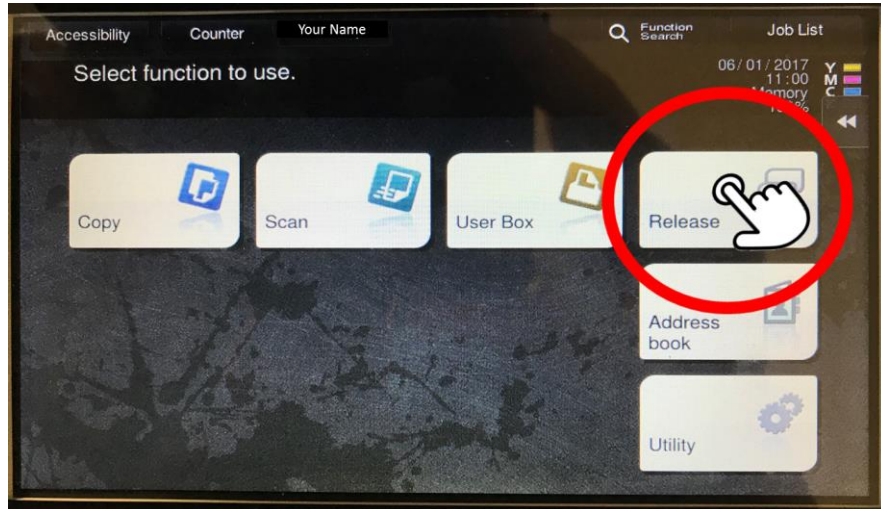 Accessibility
Counter
Your Name
Function
Search
Job List
Select function to use.
06/01/2017
11:00
Memory
Y
M
C
Copy
Scan
User Box
Release
Address
book
Utility